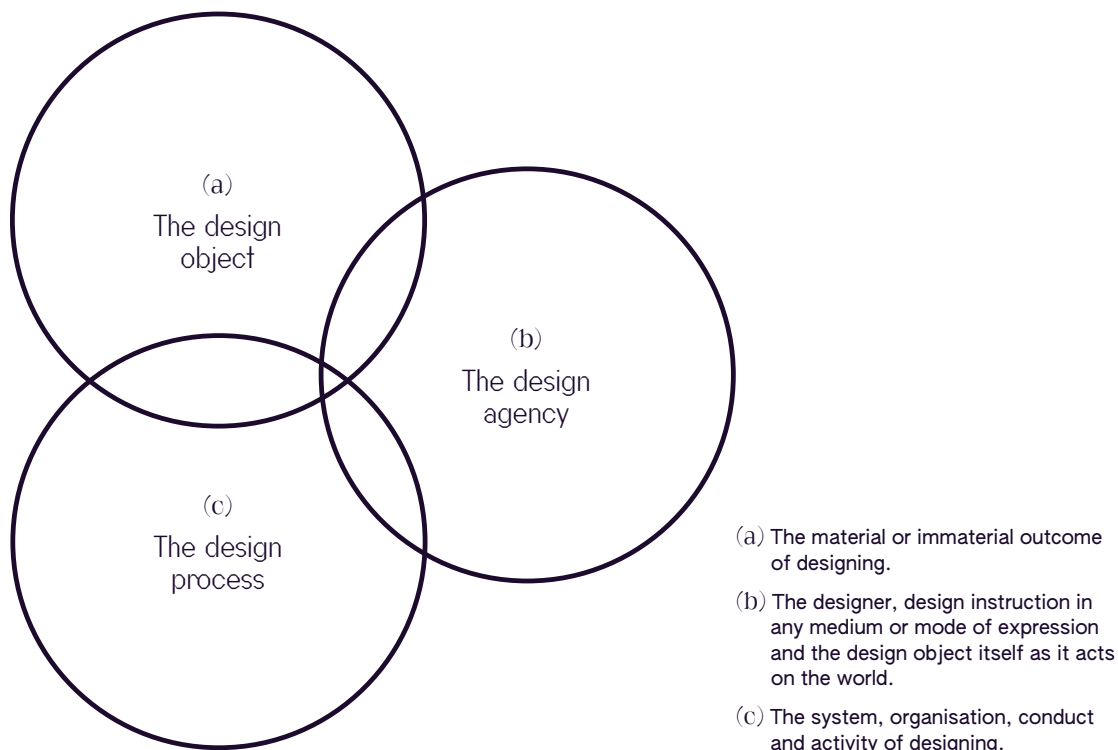 (a)
The design
object
(b)
The design
agency
(c)
The design
process
(a) The material or immaterial outcome
of designing.
(b) The designer, design instruction in
any medium or mode of expression
and the design object itself as it acts
on the world.
(c) The system, organisation, conduct
and activity of designing.